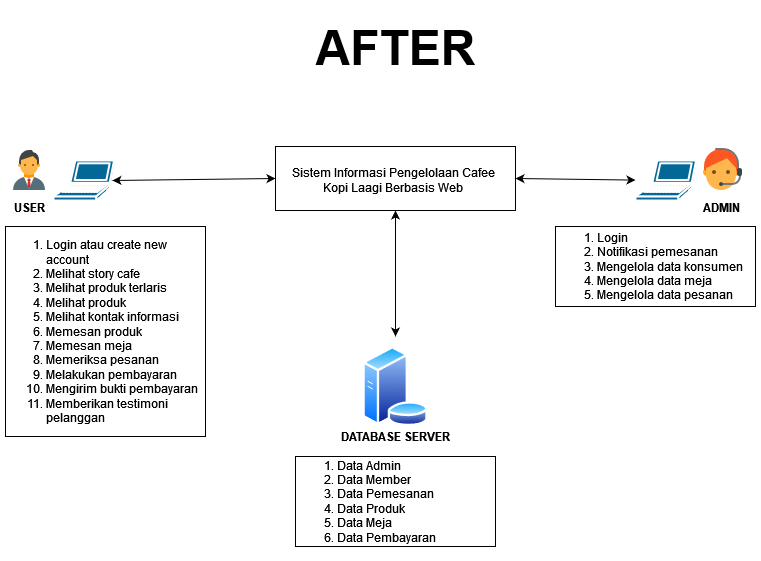 AFTER
Sistem Informasi Pengelolaan Cafee
Kopi Laagi Berbasis Web
USER
ADMIN
1. Login atau create new
account
2. Melihat story cafe
3. Melihat produk terlaris
4. Melihat produk
5. Melihat kontak informasi
6. Memesan produk
7. Memesan meja
8. Memeriksa pesanan
9. Melakukan pembayaran
10. Mengirim bukti pembayaran
11. Memberikan testimoni
pelanggan
1. Login
2. Notifikasi pemesanan
3. Mengelola data konsumen
4. Mengelola data meja
5. Mengelola data pesanan
DATABASE SERVER
1. Data Admin
2. Data Member
3. Data Pemesanan
4. Data Produk
5. Data Meja
6. Data Pembayaran